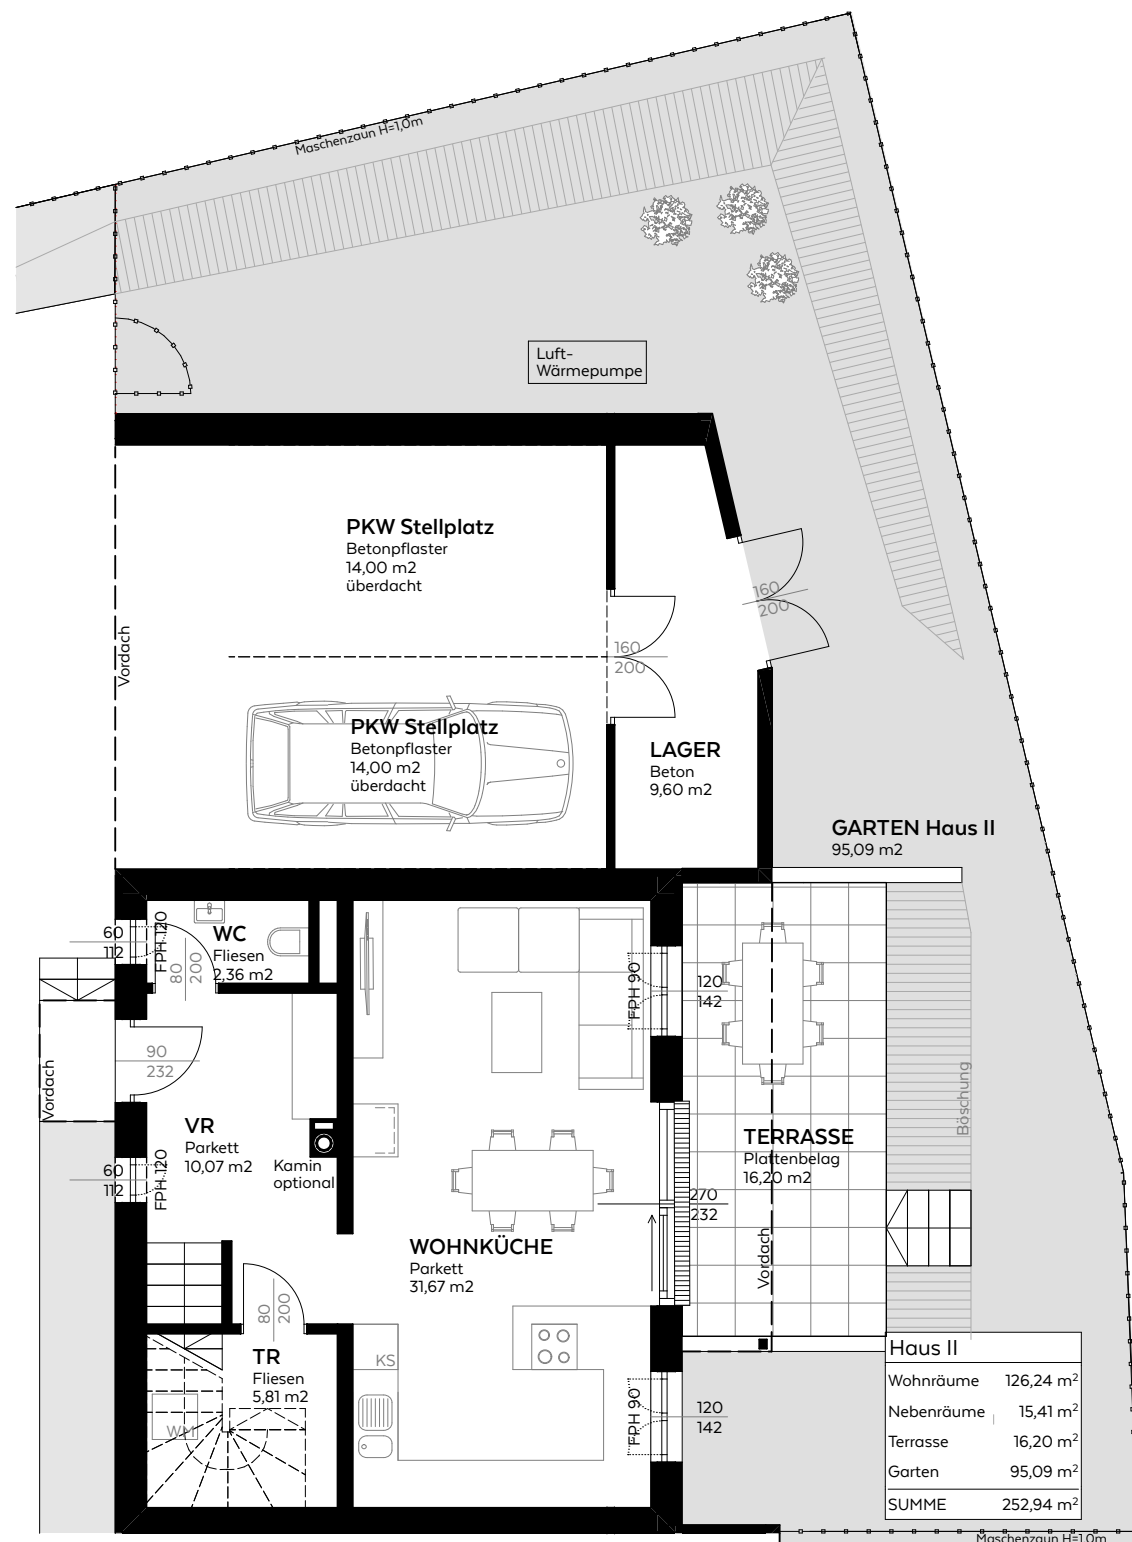 Maschenzaun H=1,0m
Luft-
Wärmepumpe
PKW Stellplatz
Betonpflaster
14,00 m2
überdacht
160
200
160
200
Vordach
PKW Stellplatz
Betonpflaster
14,00 m2
überdacht
LAGER
Beton
9,60 m2
GARTEN Haus II
95,09 m2
60
112
FPH 120
80
200
WC
Fliesen
2,36 m2
FPH 90
120
142
Vordach
90
232
VR
Parkett
10,07 m2
Kamin
optional
60
112
FPH 120
Böschung
TERRASSE
Plattenbelag
16,20 m2
270
232
Vordach
WOHNKÜCHE
Parkett
31,67 m2
80
200
TR
Fliesen
5,81 m2
KS
WM
FPH 90
120
142
Haus II
Wohnräume 126,24 m²
Nebenräume 15,41 m²
Terrasse 16,20 m²
Garten 95,09 m²
SUMME 252,94 m²
Maschenzaun H=1,0m